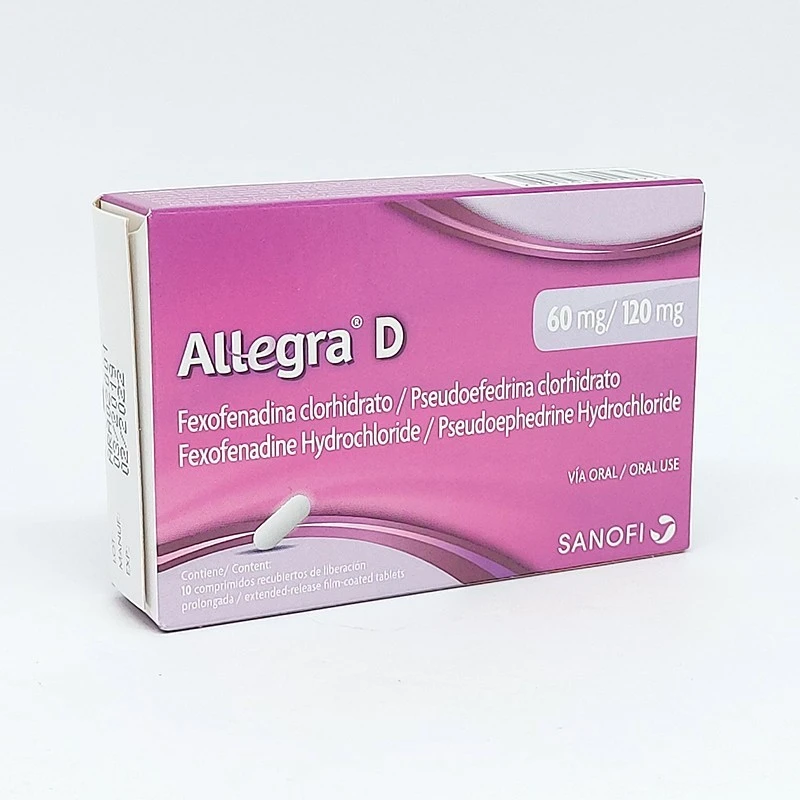 Allegra® D
60 mg/ 120 mg
Fexofenadina clorhidrato / Pseudoefedrina clorhidrato
Fexofenadine Hydrochloride / Pseudoephedrine Hydrochloride
VÍA ORAL / ORAL USE
SANOFI
Contiene/ Content:
10 comprimidos recubiertos de liberación
prolongada / extended-release film-coated tablets